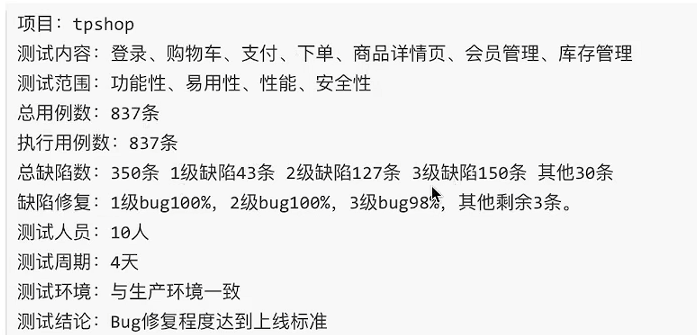 项目：tpshop
测试内容：登录、购物车、支付、下单、商品详情页、会员管理、库存管理
测试范围：功能性、易用性、性能、安全性
总用例数：837条
执行用例数：837条
总缺陷数：350条 1级缺陷43条 2级缺陷127条 3级缺陷150条 其他30条
缺陷修复：1级bug100%，2级bug100%，3级bug98%，其他剩余3条。
测试人员：10人
测试周期：4天
测试环境：与生产环境一致
测试结论：Bug修复程度达到上线标准